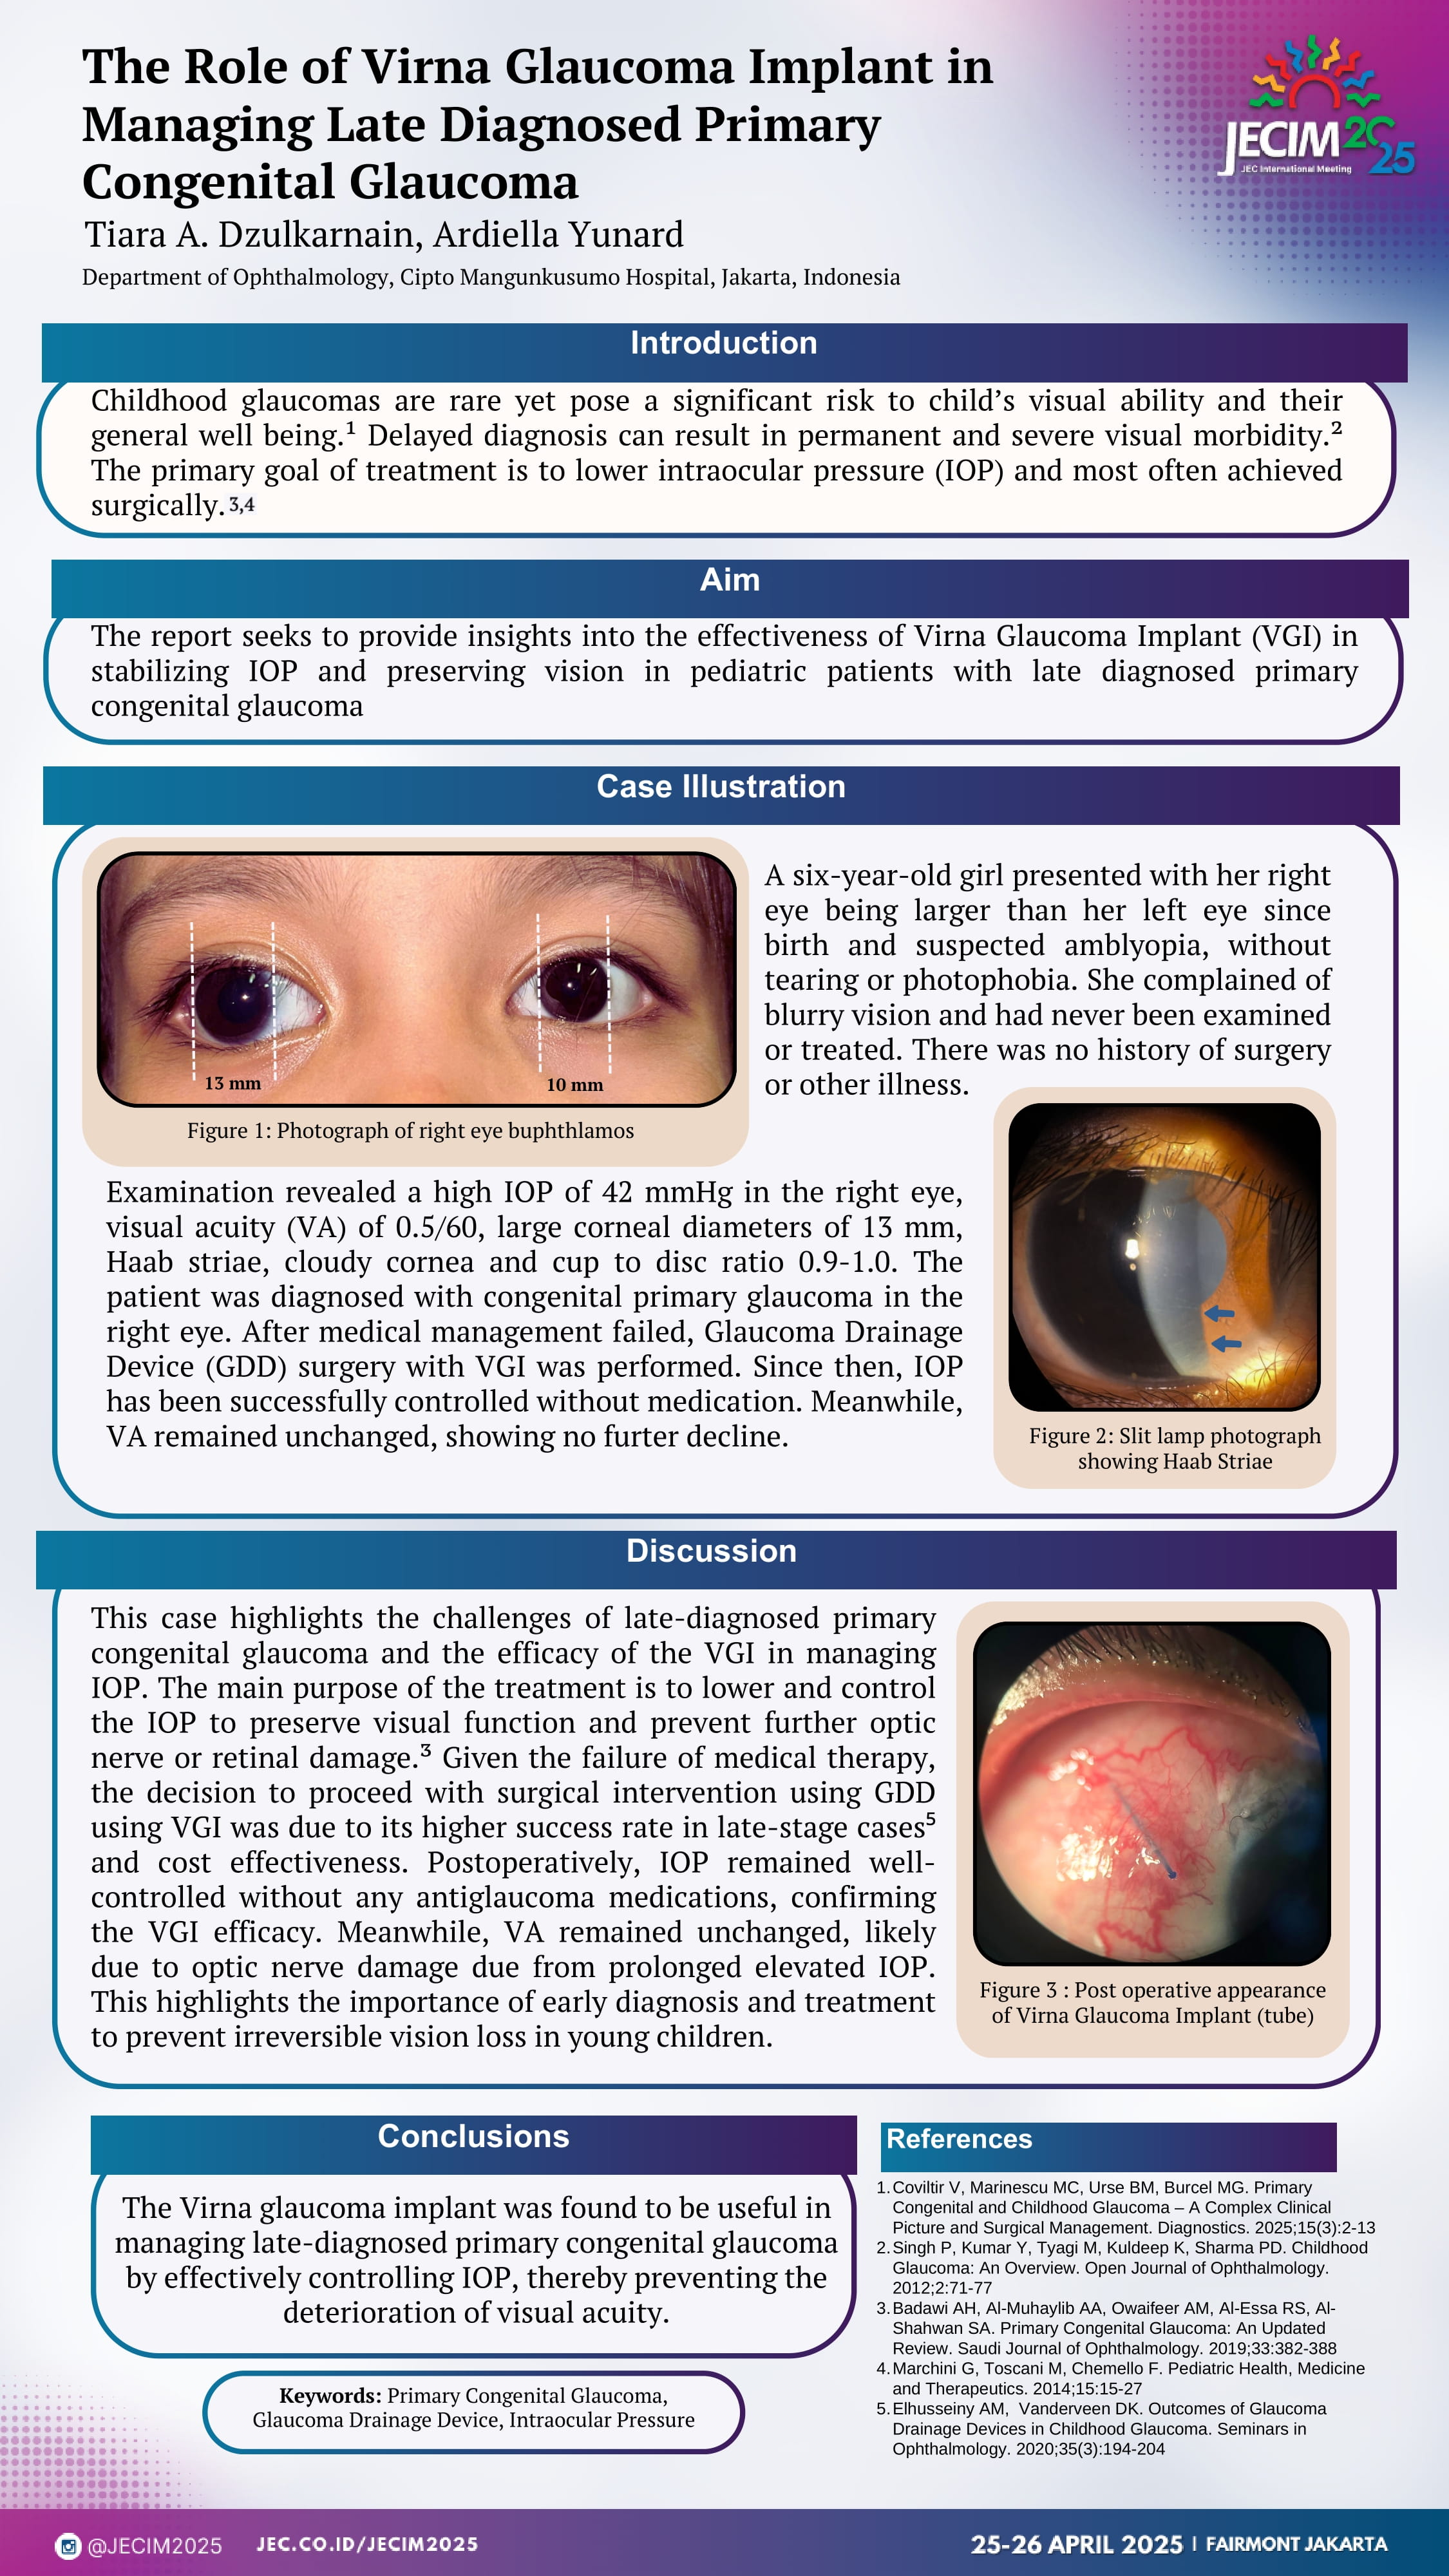 The Role of Virna Glaucoma Implant in
Managing Late Diagnosed Primary
Congenital Glaucoma
Tiara A. Dzulkarnain, Ardiella Yunard
Department of Ophthalmology, Cipto Mangunkusumo Hospital, Jakarta, Indonesia
JECIM 2025
JEC International Meeting
Introduction
Childhood glaucomas are rare yet pose a significant risk to child’s visual ability and their
general well being.¹ Delayed diagnosis can result in permanent and severe visual morbidity.²
The primary goal of treatment is to lower intraocular pressure (IOP) and most often achieved
surgically.³,⁴
Aim
The report seeks to provide insights into the effectiveness of Virna Glaucoma Implant (VGI) in
stabilizing IOP and preserving vision in pediatric patients with late diagnosed primary
congenital glaucoma
Case Illustration
13 mm
10 mm
Figure 1: Photograph of right eye buphthlamos
A six-year-old girl presented with her right
eye being larger than her left eye since
birth and suspected amblyopia, without
tearing or photophobia. She complained of
blurry vision and had never been examined
or treated. There was no history of surgery
or other illness.
Examination revealed a high IOP of 42 mmHg in the right eye,
visual acuity (VA) of 0.5/60, large corneal diameters of 13 mm,
Haab striae, cloudy cornea and cup to disc ratio 0.9-1.0. The
patient was diagnosed with congenital primary glaucoma in the
right eye. After medical management failed, Glaucoma Drainage
Device (GDD) surgery with VGI was performed. Since then, IOP
has been successfully controlled without medication. Meanwhile,
VA remained unchanged, showing no furter decline.
Figure 2: Slit lamp photograph
showing Haab Striae
Discussion
This case highlights the challenges of late-diagnosed primary
congenital glaucoma and the efficacy of the VGI in managing
IOP. The main purpose of the treatment is to lower and control
the IOP to preserve visual function and prevent further optic
nerve or retinal damage.³ Given the failure of medical therapy,
the decision to proceed with surgical intervention using GDD
using VGI was due to its higher success rate in late-stage cases⁵
and cost effectiveness. Postoperatively, IOP remained well-
controlled without any antiglaucoma medications, confirming
the VGI efficacy. Meanwhile, VA remained unchanged, likely
due to optic nerve damage due from prolonged elevated IOP.
This highlights the importance of early diagnosis and treatment
to prevent irreversible vision loss in young children.
Figure 3 : Post operative appearance
of Virna Glaucoma Implant (tube)
Conclusions
The Virna glaucoma implant was found to be useful in
managing late-diagnosed primary congenital glaucoma
by effectively controlling IOP, thereby preventing the
deterioration of visual acuity.
Keywords: Primary Congenital Glaucoma,
Glaucoma Drainage Device, Intraocular Pressure
References
1. Coviltir V, Marinescu MC, Urse BM, Burcel MG. Primary
Congenital and Childhood Glaucoma – A Complex Clinical
Picture and Surgical Management. Diagnostics. 2025;15(3):2-13
2. Singh P, Kumar Y, Tyagi M, Kuldeep K, Sharma PD. Childhood
Glaucoma: An Overview. Open Journal of Ophthalmology.
2012;2:71-77
3. Badawi AH, Al-Muhaylib AA, Owaifeer AM, Al-Essa RS, Al-
Shahwan SA. Primary Congenital Glaucoma: An Updated
Review. Saudi Journal of Ophthalmology. 2019;33:382-388
4. Marchini G, Toscani M, Chemello F. Pediatric Health, Medicine
and Therapeutics. 2014;15:15-27
5. Elhusseiny AM, Vanderveen DK. Outcomes of Glaucoma
Drainage Devices in Childhood Glaucoma. Seminars in
Ophthalmology. 2020;35(3):194-204
@JECIM2025 JEC.CO.ID/JECIM2025
25-26 APRIL 2025 | FAIRMONT JAKARTA